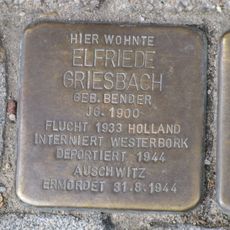 HIER WOHNTE
ELFRIEDE
GRIESBACH
GEB. BENDER
JG. 1900
FLUCHT 1933 HOLLAND
INTERNIERT WESTERBORK
DEPORTIERT 1944
AUSCHWITZ
ERMORDET 31.8.1944